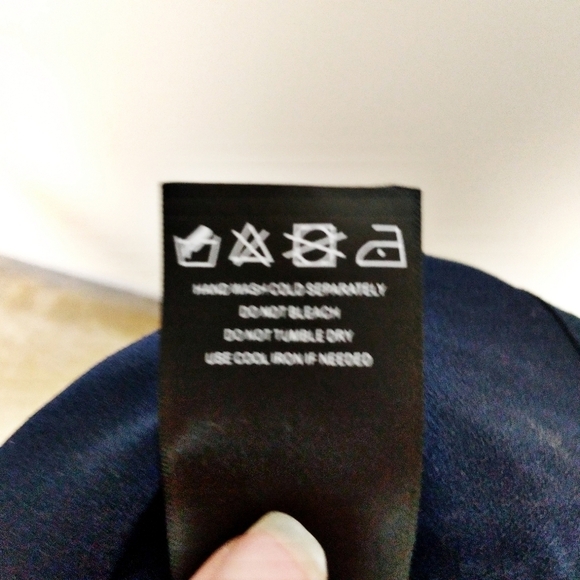 HAND WASH COLD SEPARATELY
DO NOT BLEACH
DO NOT TUMBLE DRY
USE COOL IRON IF NEEDED